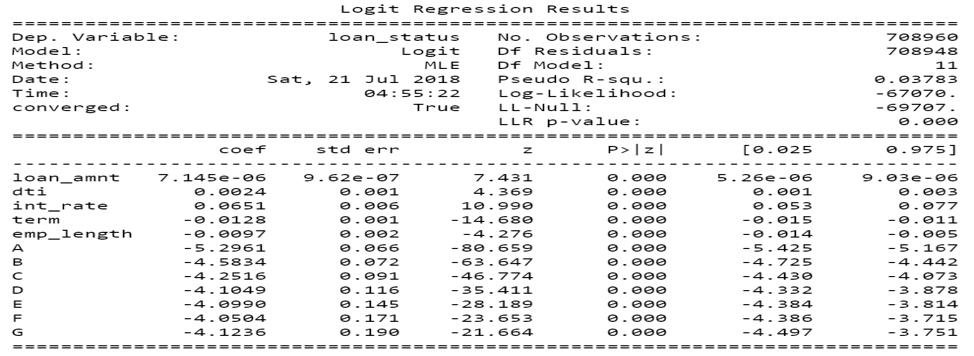 Logit Regression Results
==============================================================================
Dep. Variable: loan_status No. Observations: 708960
Model: Logit Df Residuals: 708948
Method: MLE Df Model: 11
Date: Sat, 21 Jul 2018 Pseudo R-squ.: 0.03783
Time: 04:55:22 Log-Likelihood: -67070.
converged: True LL-Null: -69707.
LLR p-value: 0.000
==============================================================================
coef std err z P>|z| [0.025 0.975]
------------------------------------------------------------------------------
loan_amnt 7.145e-06 9.62e-07 7.431 0.000 5.26e-06 9.03e-06
dti 0.0024 0.001 4.369 0.000 0.001 0.003
int_rate 0.0651 0.006 10.990 0.000 0.053 0.077
term -0.0128 0.001 -14.680 0.000 -0.015 -0.011
emp_length -0.0097 0.002 -4.276 0.000 -0.014 -0.005
A -5.2961 0.066 -80.659 0.000 -5.425 -5.167
B -4.5834 0.072 -63.647 0.000 -4.725 -4.442
C -4.2516 0.091 -46.774 0.000 -4.430 -4.073
D -4.1049 0.116 -35.411 0.000 -4.332 -3.878
E -4.0990 0.145 -28.189 0.000 -4.384 -3.814
F -4.0504 0.171 -23.653 0.000 -4.386 -3.715
G -4.1236 0.190 -21.664 0.000 -4.497 -3.751
==============================================================================